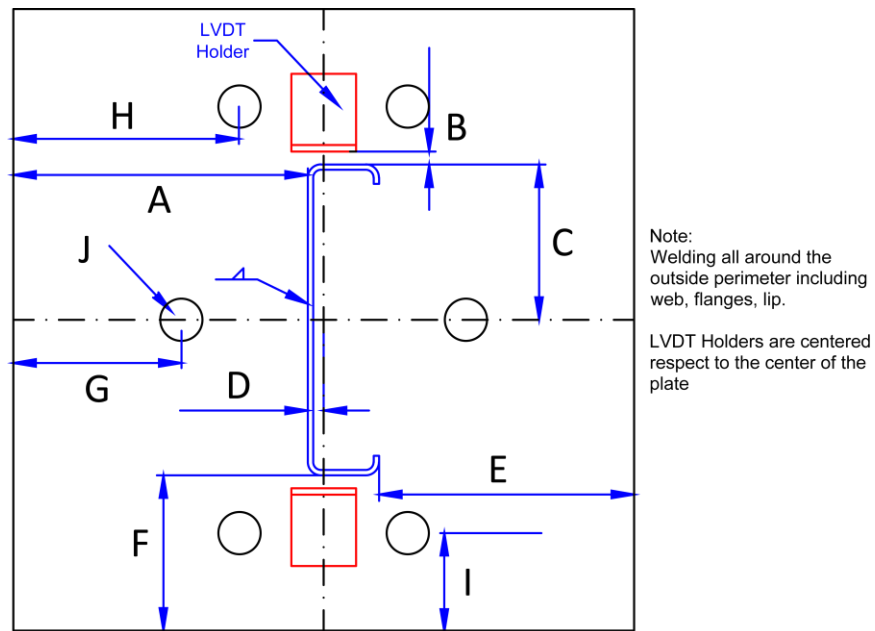 LVDT
Holder
H
B
A
J
C
G
D
E
F
I
Note:
Welding all around the
outside perimeter including
web, flanges, lip.
LVDT Holders are centered
respect to the center of the
plate